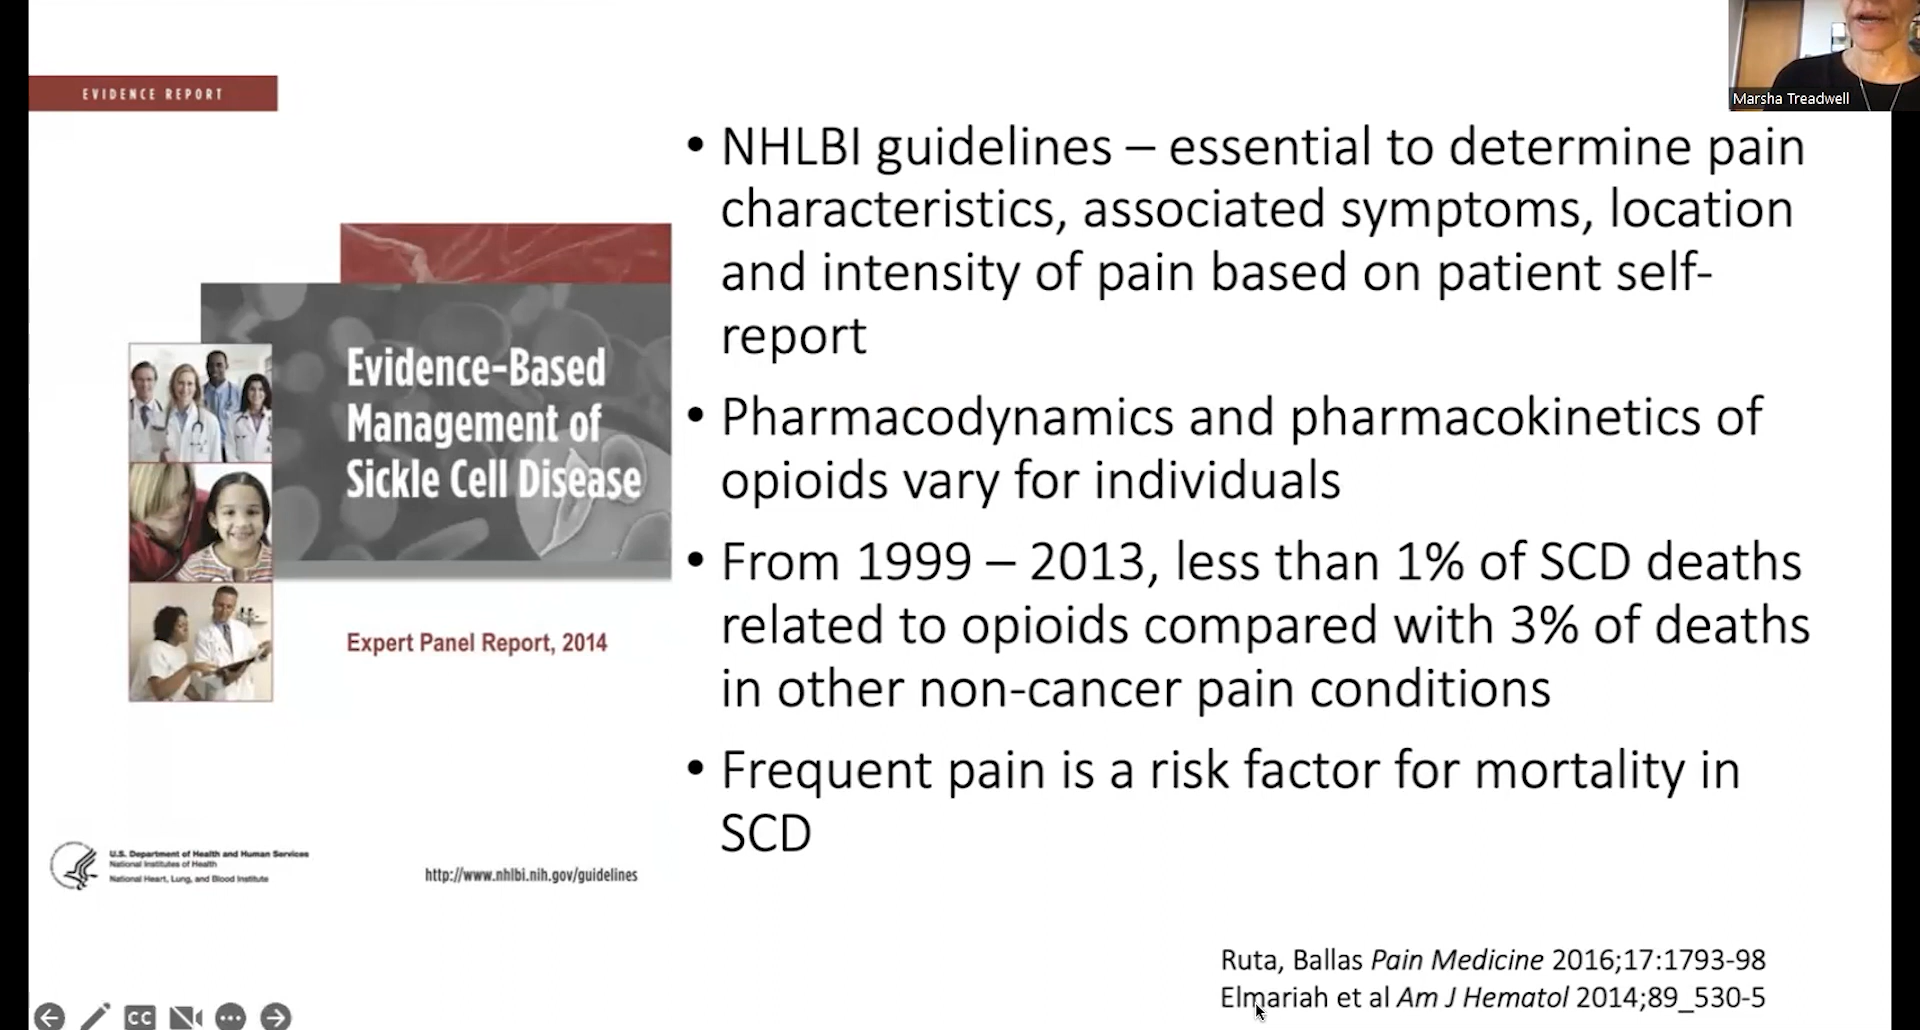 EVIDENCE REPORT
Evidence-Based
Management of
Sickle Cell Disease
Expert Panel Report, 2014
U.S. Department of Health and Human Services
National Institutes of Health
National Heart, Lung, and Blood Institute
http://www.nhlbi.nih.gov/guidelines
Marsha Treadwell
• NHLBI guidelines – essential to determine pain
characteristics, associated symptoms, location
and intensity of pain based on patient self-
report
• Pharmacodynamics and pharmacokinetics of
opioids vary for individuals
• From 1999 – 2013, less than 1% of SCD deaths
related to opioids compared with 3% of deaths
in other non-cancer pain conditions
• Frequent pain is a risk factor for mortality in
SCD
Ruta, Ballas Pain Medicine 2016;17:1793-98
Elmariah et al Am J Hematol 2014;89_530-5
CC